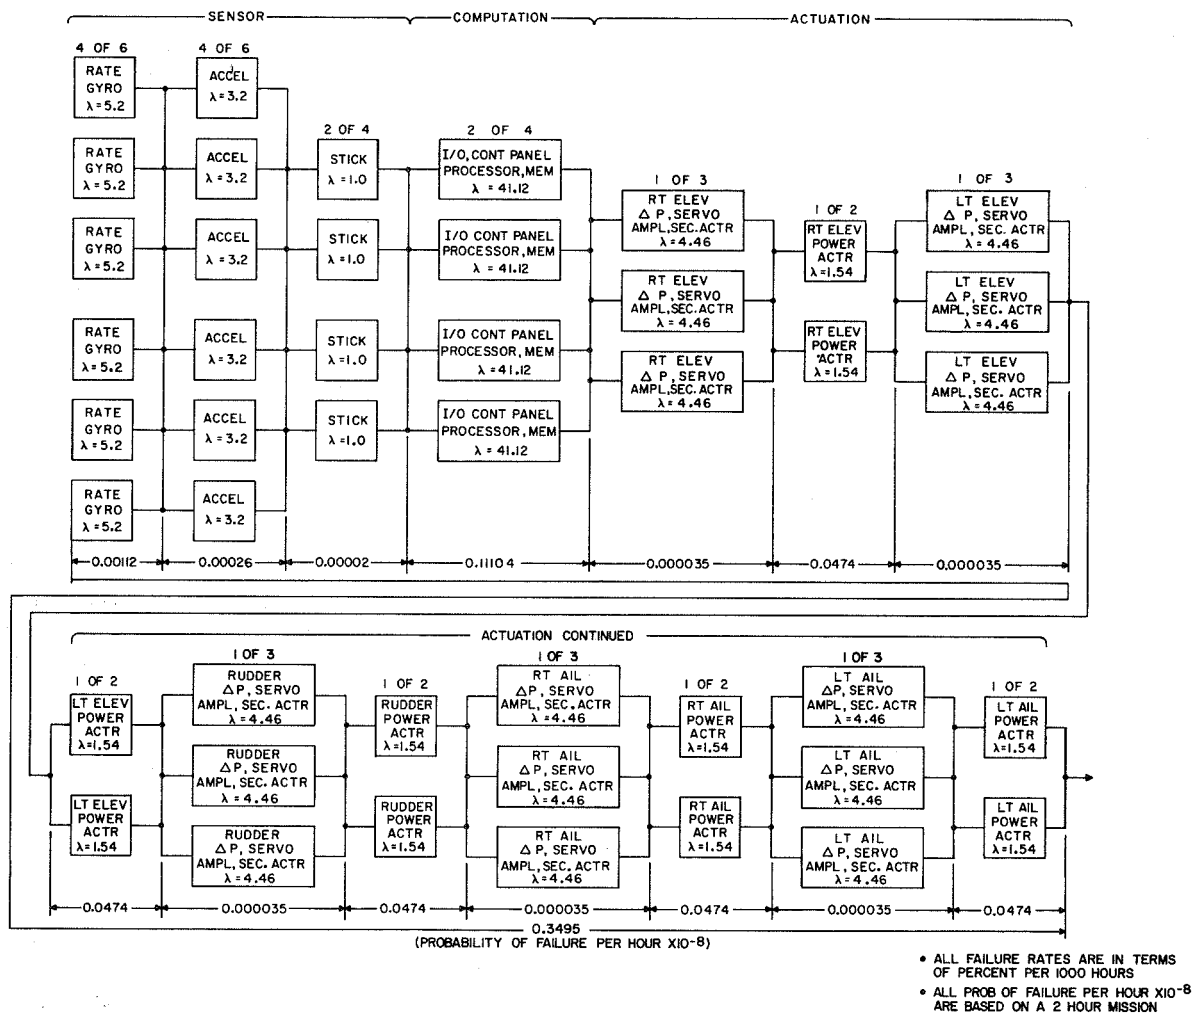 SENSOR
COMPUTATION
ACTUATION
4 OF 6
RATE
GYRO
λ=5.2
RATE
GYRO
λ=5.2
RATE
GYRO
λ=5.2
RATE
GYRO
λ=5.2
RATE
GYRO
λ=5.2
RATE
GYRO
λ=5.2
4 OF 6
ACCEL
λ=3.2
ACCEL
λ=3.2
ACCEL
λ=3.2
ACCEL
λ=3.2
ACCEL
λ=3.2
ACCEL
λ=3.2
2 OF 4
STICK
λ=1.0
STICK
λ=1.0
STICK
λ=1.0
STICK
λ=1.0
2 OF 4
I/O, CONT PANEL
PROCESSOR, MEM
λ = 41.12
I/O CONT PANEL
PROCESSOR, MEM
λ = 41.12
I/O CONT PANEL
PROCESSOR, MEM
λ = 41.12
I/O CONT PANEL
PROCESSOR, MEM
λ = 41.12
1 OF 3
RT ELEV
Δ P, SERVO
AMPL, SEC. ACTR
λ=4.46
RT ELEV
Δ P, SERVO
AMPL, SEC. ACTR
λ=4.46
RT ELEV
Δ P, SERVO
AMPL, SEC. ACTR
λ=4.46
1 OF 2
RT ELEV
POWER
ACTR
λ=1.54
RT ELEV
POWER
ACTR
λ=1.54
1 OF 3
LT ELEV
Δ P, SERVO
AMPL, SEC. ACTR
λ=4.46
LT ELEV
Δ P, SERVO
AMPL, SEC. ACTR
λ=4.46
LT ELEV
Δ P, SERVO
AMPL, SEC. ACTR
λ=4.46
0.00112
0.00026
0.00002
0.11104
0.000035
0.0474
0.000035
ACTUATION CONTINUED
1 OF 2
LT ELEV
POWER
ACTR
λ=1.54
LT ELEV
POWER
ACTR
λ=1.54
1 OF 3
RUDDER
Δ P, SERVO
AMPL, SEC. ACTR
λ=4.46
RUDDER
Δ P, SERVO
AMPL, SEC. ACTR
λ=4.46
RUDDER
Δ P, SERVO
AMPL, SEC. ACTR
λ=4.46
1 OF 2
RUDDER
POWER
ACTR
λ=1.54
RUDDER
POWER
ACTR
λ=1.54
1 OF 3
RT AIL
Δ P, SERVO
AMPL, SEC. ACTR
λ=4.46
RT AIL
Δ P, SERVO
AMPL, SEC. ACTR
λ=4.46
RT AIL
Δ P, SERVO
AMPL, SEC. ACTR
λ=4.46
1 OF 2
RT AIL
POWER
ACTR
λ=1.54
RT AIL
POWER
ACTR
λ=1.54
1 OF 3
LT AIL
Δ P, SERVO
AMPL, SEC. ACTR
λ=4.46
LT AIL
Δ P, SERVO
AMPL, SEC. ACTR
λ=4.46
LT AIL
Δ P, SERVO
AMPL, SEC. ACTR
λ=4.46
1 OF 2
LT AIL
POWER
ACTR
λ=1.54
LT AIL
POWER
ACTR
λ=1.54
0.0474
0.000035
0.0474
0.000035
0.0474
0.000035
0.0474
0.3495
(PROBABILITY OF FAILURE PER HOUR X10⁻⁸)
• ALL FAILURE RATES ARE IN TERMS
OF PERCENT PER 1000 HOURS
• ALL PROB OF FAILURE PER HOUR X10⁻⁸
ARE BASED ON A 2 HOUR MISSION